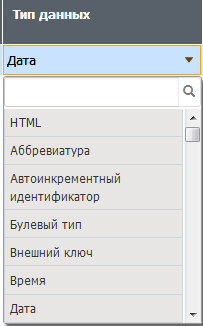 Тип данных
Дата
HTML
Аббревиатура
Автоинкрементный
идентификатор
Булевый тип
Внешний ключ
Время
Дата